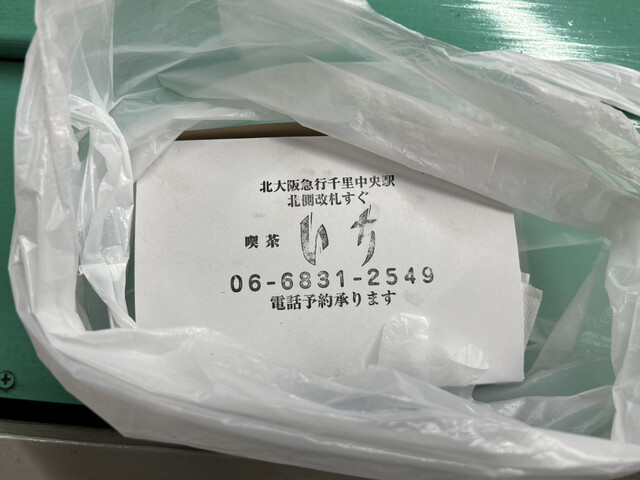 北大阪急行千里中央駅
北側改札すぐ
喫茶 いち
06-6831-2549
電話予約承ります